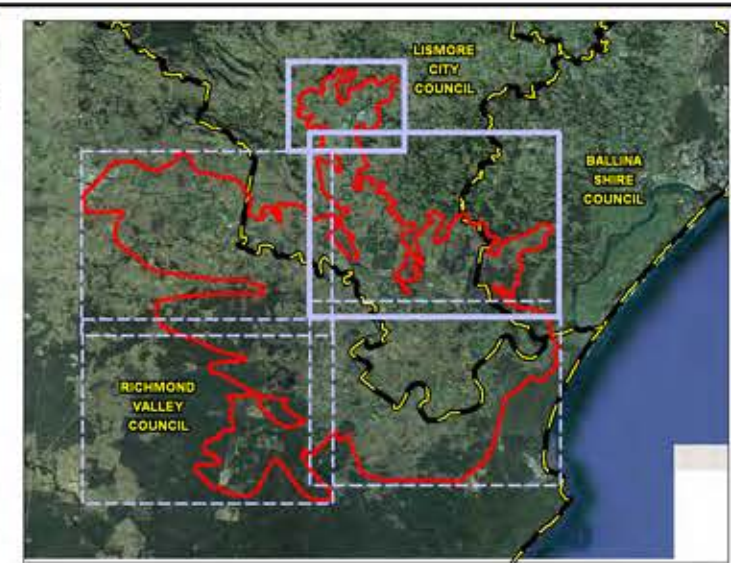 LISMORE
CITY
COUNCIL
BALLINA
SHIRE
COUNCIL
RICHMOND
VALLEY
COUNCIL